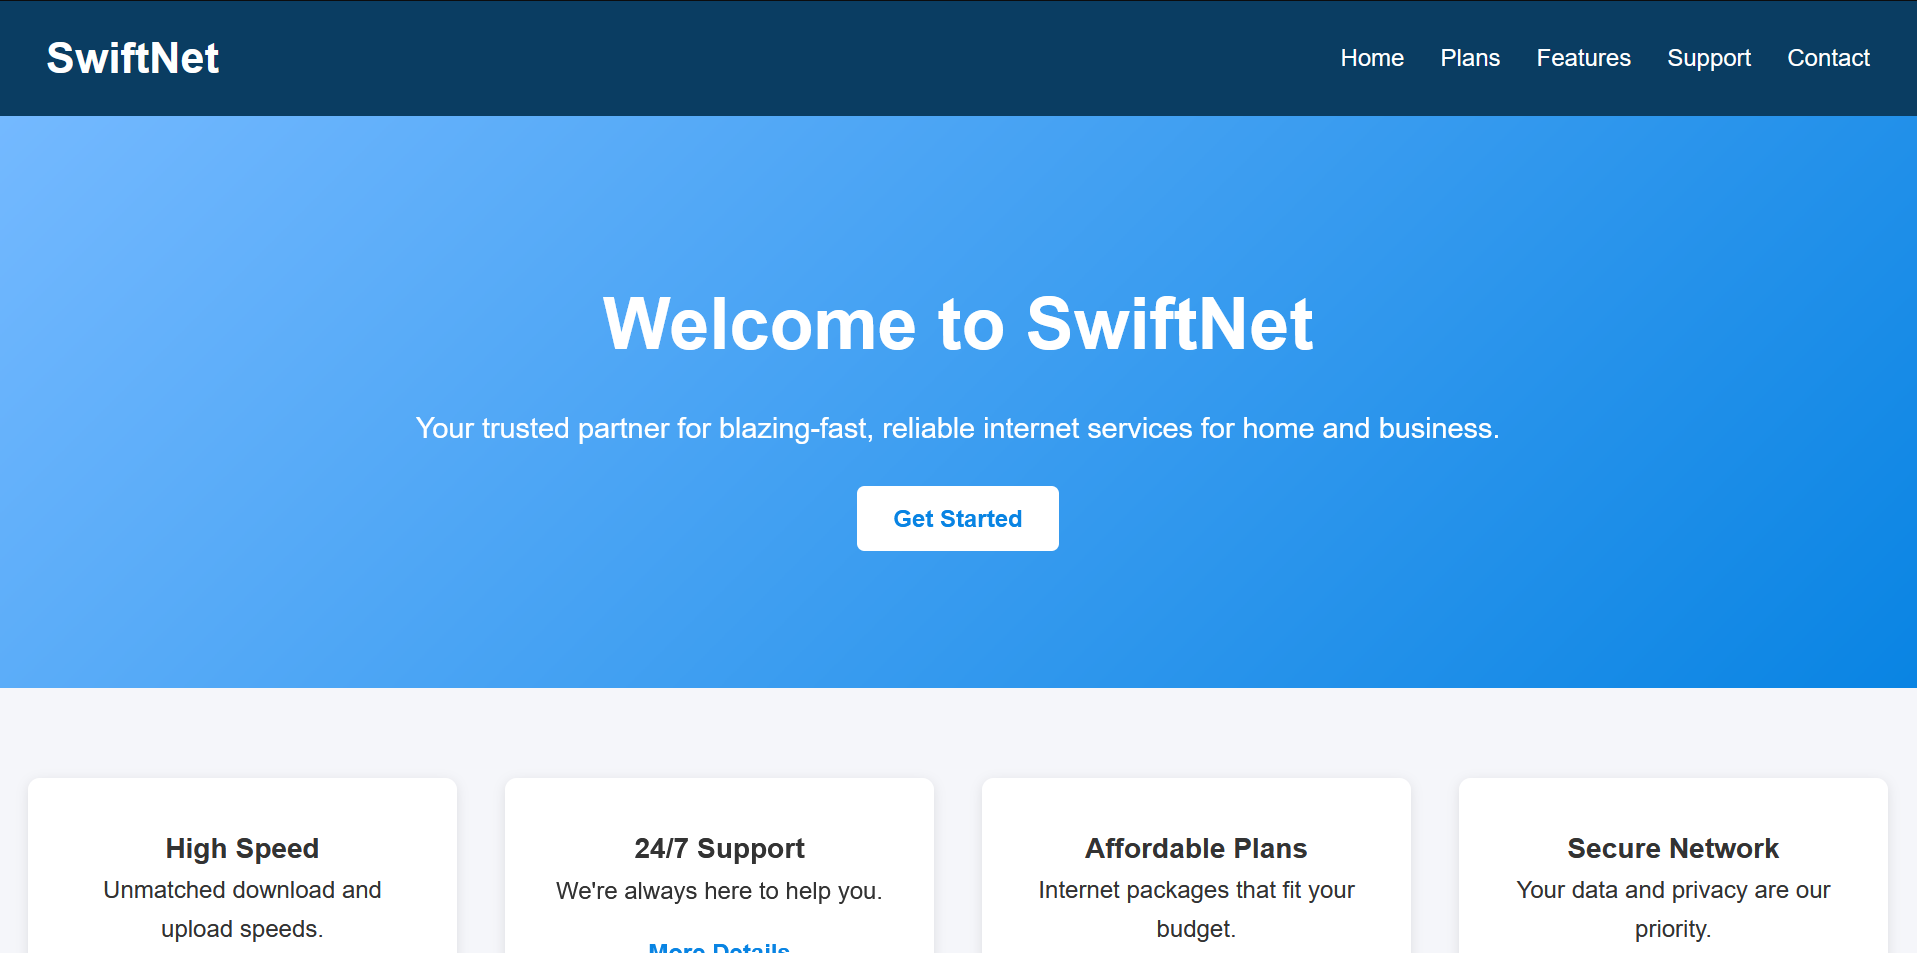 SwiftNet
Home Plans Features Support Contact
Welcome to SwiftNet
Your trusted partner for blazing-fast, reliable internet services for home and business.
Get Started
High Speed
Unmatched download and
upload speeds.
24/7 Support
We're always here to help you.
More Details
Affordable Plans
Internet packages that fit your
budget.
Secure Network
Your data and privacy are our
priority.